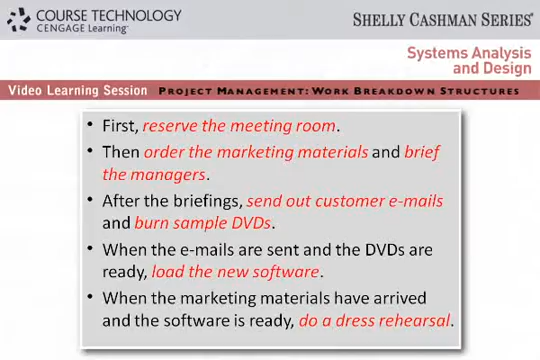 COURSE TECHNOLOGY
CENGAGE Learning™
SHELLY CASHMAN SERIES®
Systems Analysis
and Design
Video Learning Session PROJECT MANAGEMENT: WORK BREAKDOWN STRUCTURES
• First, reserve the meeting room.
• Then order the marketing materials and brief
the managers.
• After the briefings, send out customer e-mails
and burn sample DVDs.
• When the e-mails are sent and the DVDs are
ready, load the new software.
• When the marketing materials have arrived
and the software is ready, do a dress rehearsal.